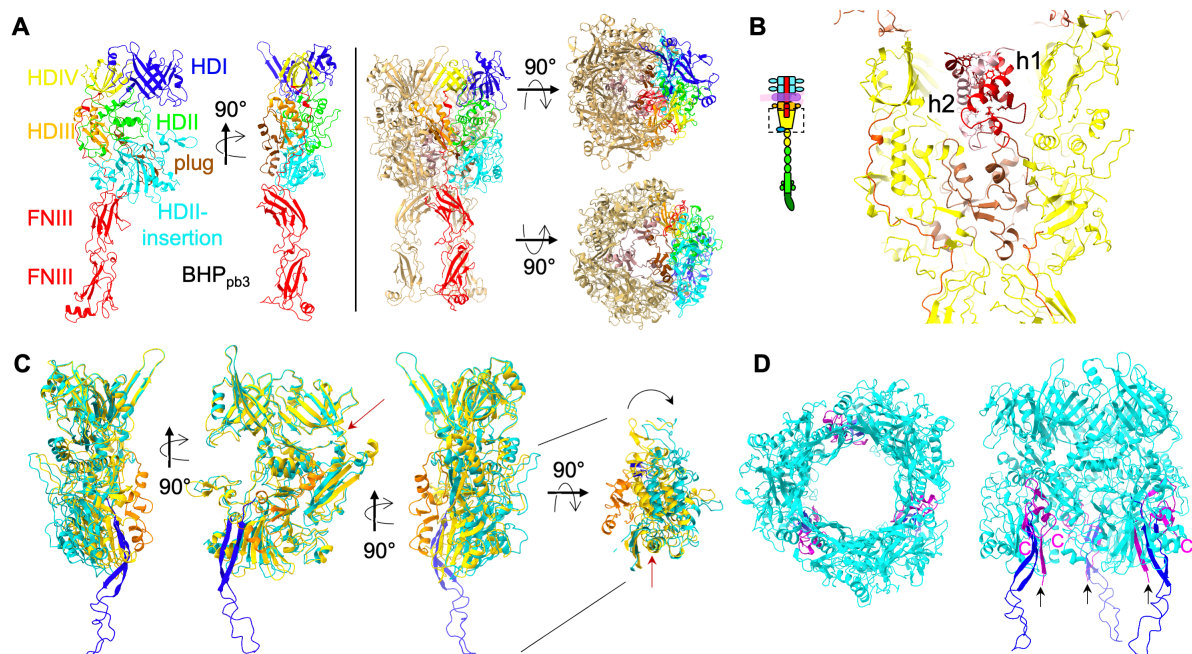 A
HDIV
HDI
HDIII
HDII
plug
90°
FNIII
HDII-
insertion
FNIII
BHPpb3
90°
90°
B
h1
h2
C
90°
90°
90°
D
C
C
C